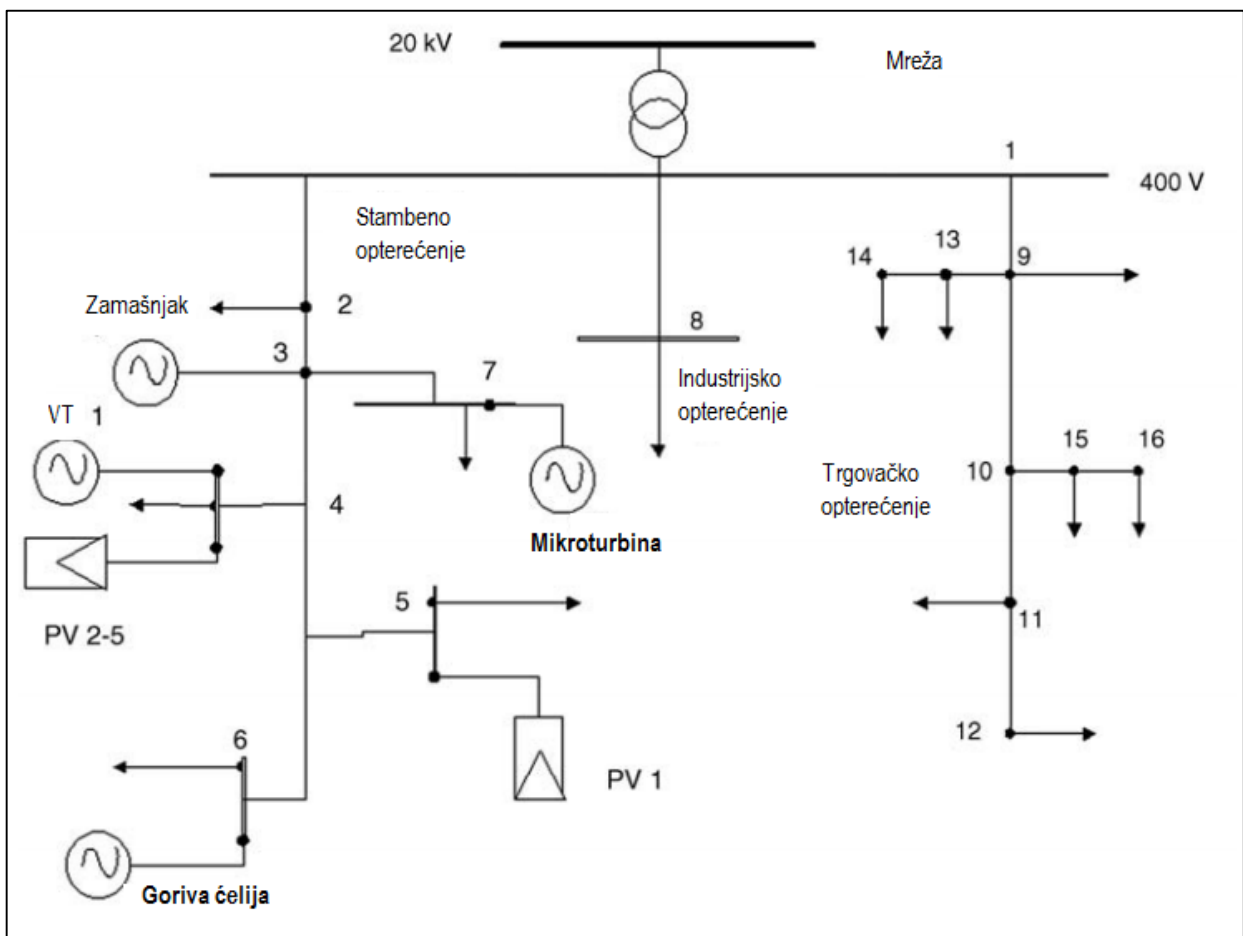 20 kV
Mreža
1
400 V
Stambeno
opterećenje
14
13
9
Zamašnjak
2
3
8
7
Industrijsko
opterećenje
VT 1
15
16
10
Trgovačko
opterećenje
4
Mikroturbina
5
11
PV 2-5
12
6
PV 1
Goriva ćelija